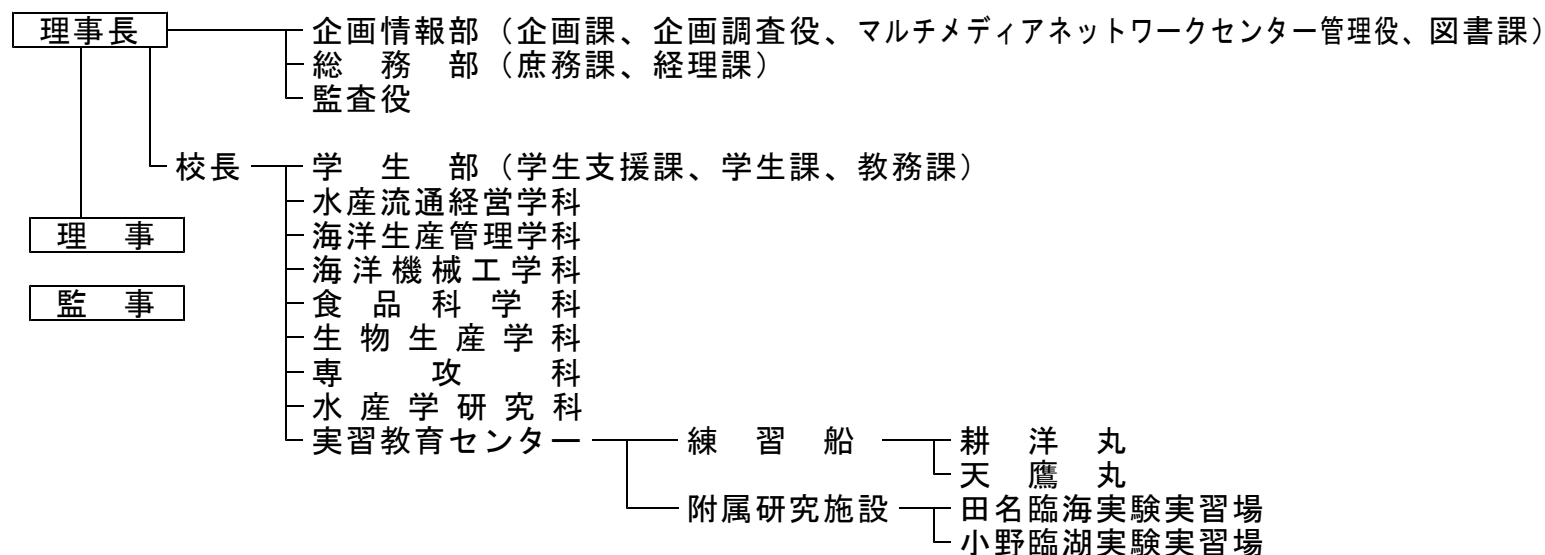 理事長 企画情報部（企画課、企画調査役、マルチメディアネットワークセンター管理役、図書課）
総務部（庶務課、経理課）
監査役
校長 学生部（学生支援課、学生課、教務課）
水産流通経営学科
理事 海洋生産管理学科
海洋機械工学科
監事 食品科学科
生物生産学科
専攻科
水産学研究科
実習教育センター 練習船 耕洋丸
天鷹丸
附属研究施設 田名臨海実験実習場
小野臨湖実験実習場